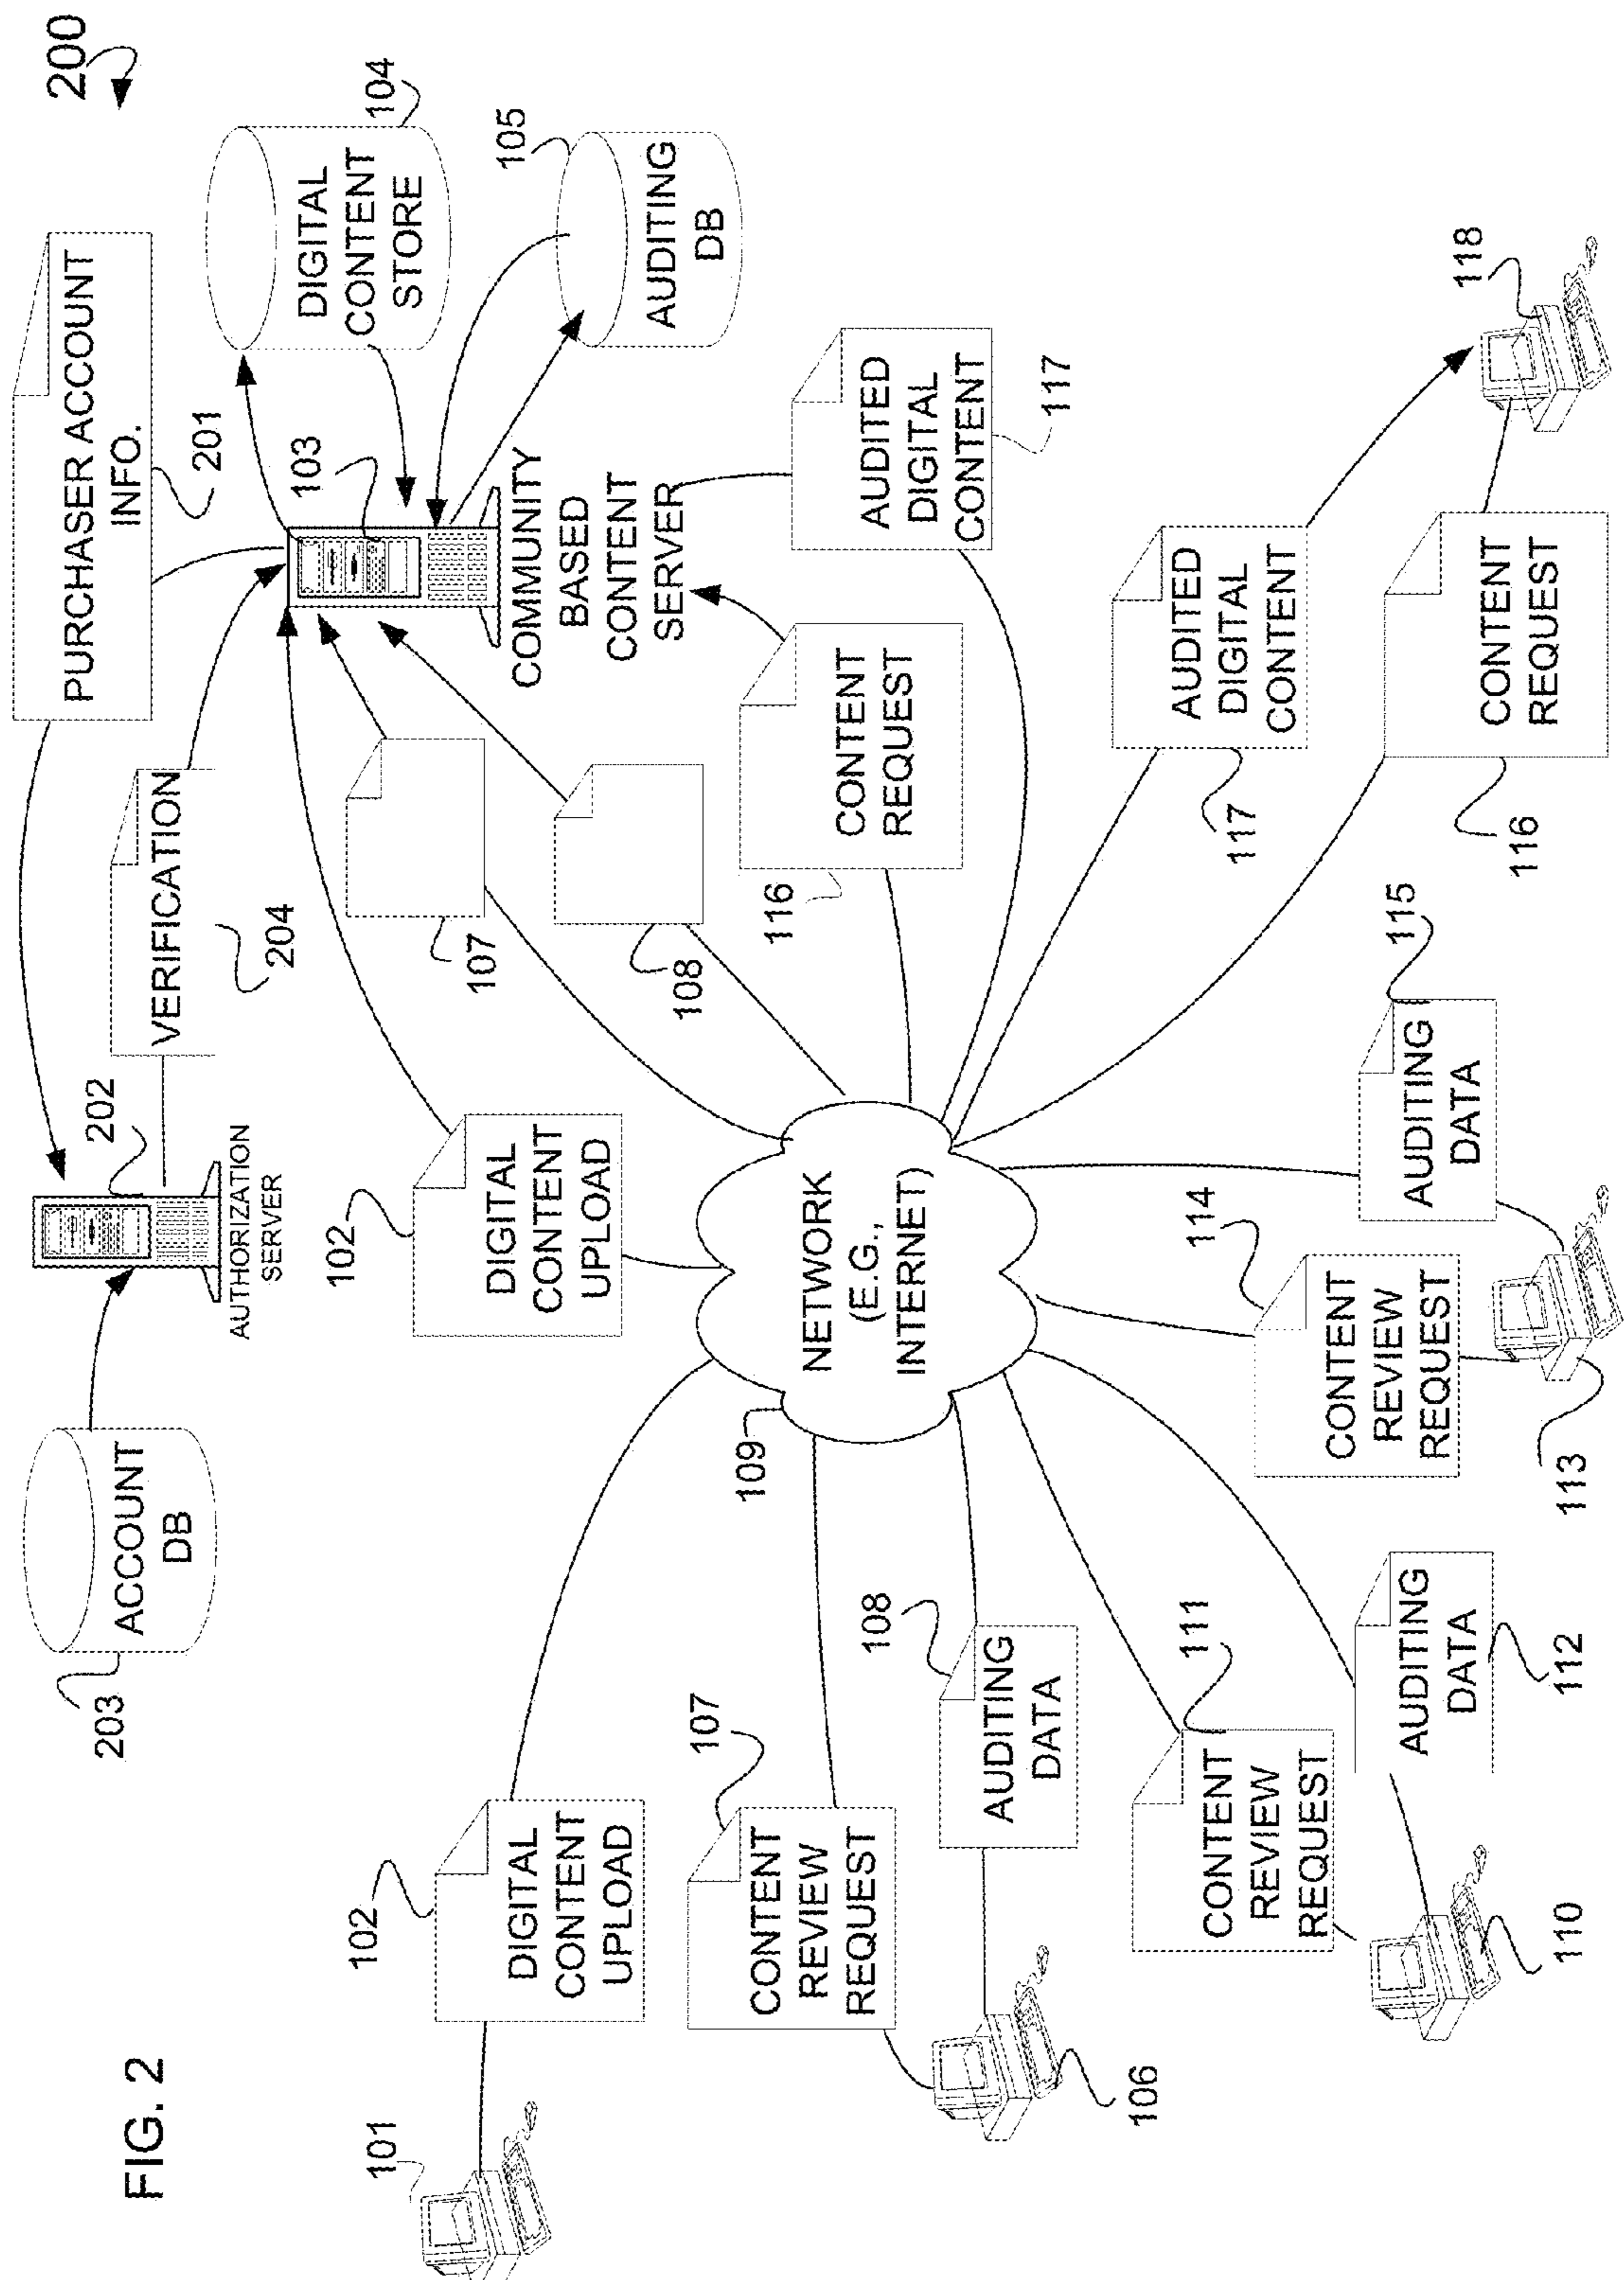 FIG. 2
200
203
ACCOUNT
DB
202
AUTHORIZATION
SERVER
PURCHASER ACCOUNT
INFO.
201
VERIFICATION
204
103
COMMUNITY
BASED
CONTENT
SERVER
DIGITAL
CONTENT
STORE
104
105
AUDITING
DB
101
102
DIGITAL
CONTENT
UPLOAD
102
DIGITAL
CONTENT
UPLOAD
107
108
116
CONTENT
REQUEST
AUDITED
DIGITAL
CONTENT
117
109
NETWORK
(E.G.,
INTERNET)
107
CONTENT
REVIEW
REQUEST
106
108
AUDITING
DATA
111
CONTENT
REVIEW
REQUEST
110
AUDITING
DATA
112
114
CONTENT
REVIEW
REQUEST
113
115
AUDITING
DATA
AUDITED
DIGITAL
CONTENT
117
CONTENT
REQUEST
116
118